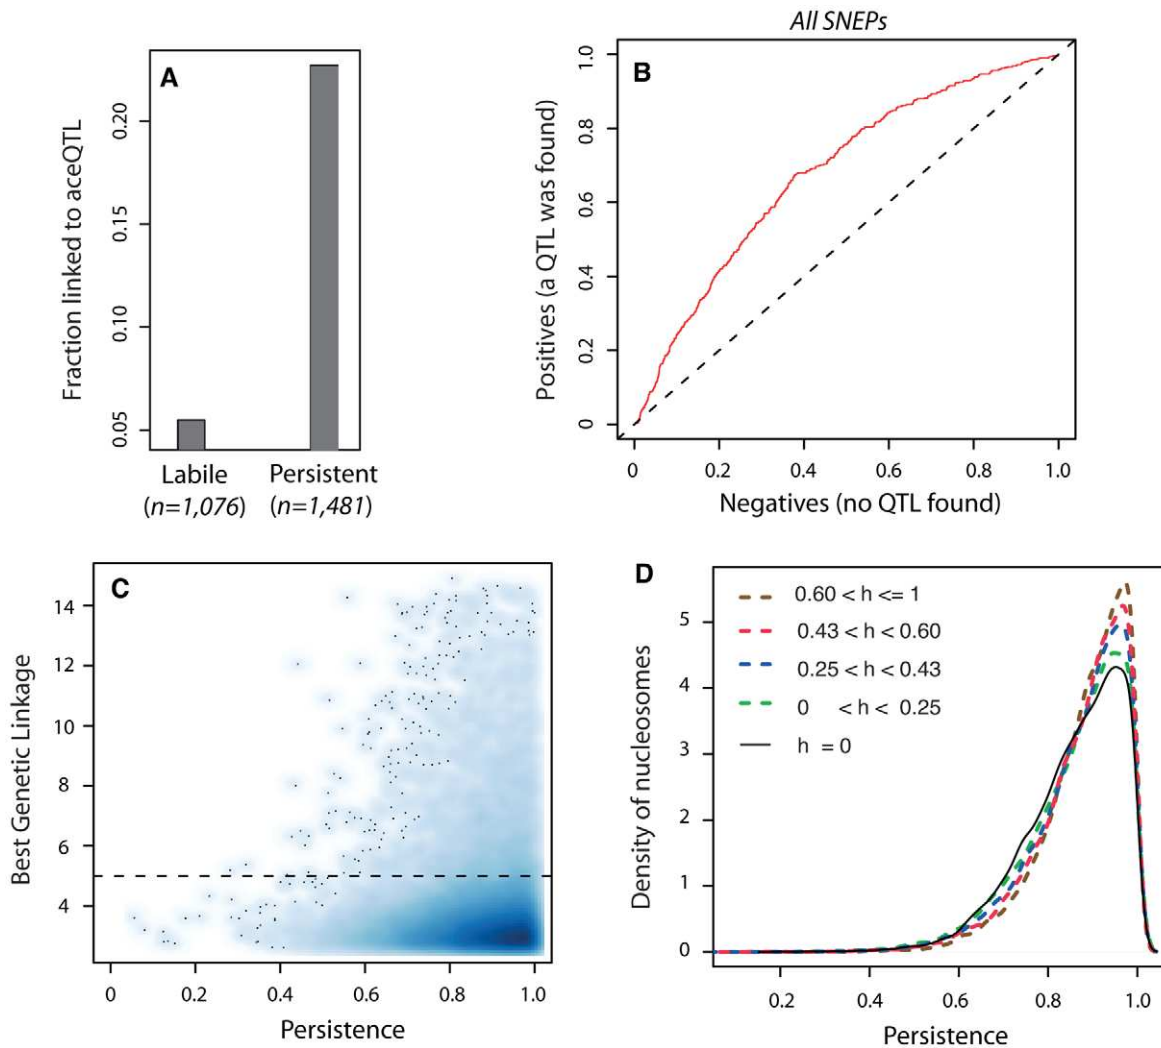 A
Fraction linked to aceQTL
0.05
0.10
0.15
0.20
Labile
(n=1,076)
Persistent
(n=1,481)
All SNEPs
B
Positives (a QTL was found)
0
0.2
0.4
0.6
0.8
1.0
0
0.2
0.4
0.6
0.8
1.0
Negatives (no QTL found)
C
Best Genetic Linkage
14
12
10
8
6
4
0
0.2
0.4
0.6
0.8
1.0
Persistence
D
Density of nucleosomes
5
4
3
2
1
0
0.60 < h <= 1
0.43 < h < 0.60
0.25 < h < 0.43
0 < h < 0.25
h = 0
0.2
0.4
0.6
0.8
1.0
Persistence